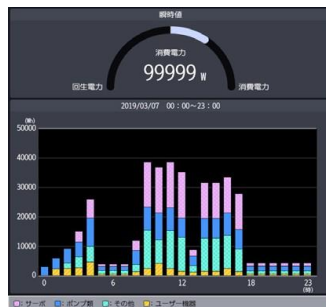 瞬時値
消費電力
99999 W
回生電力
消費電力
2019/03/07 00：00～23：00
(Wh)
50000
40000
30000
20000
10000
0
0 6 12 18 23
(時)
：サーボ ：ポンプ類 ：その他 ：ユーザー機器